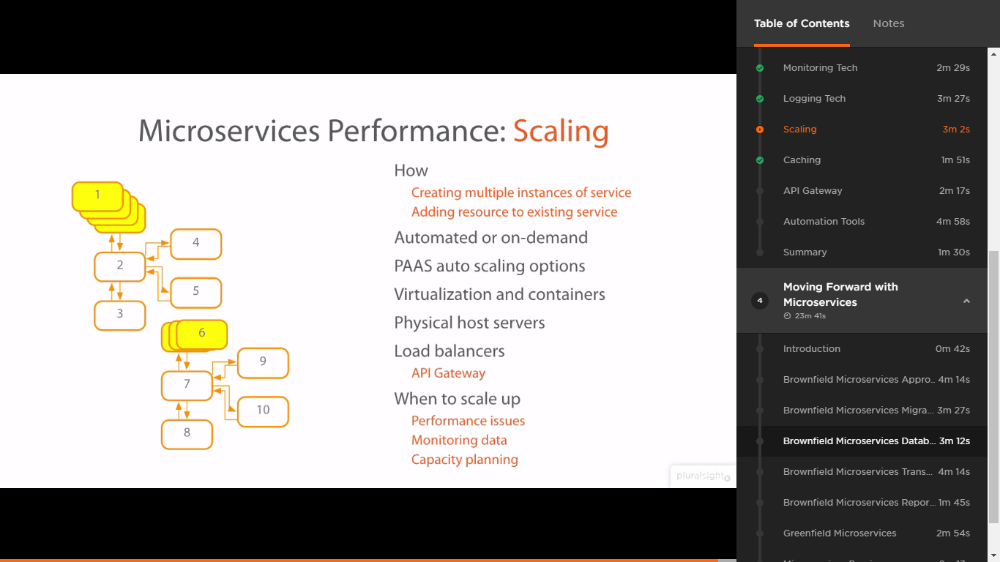 Microservices Performance: Scaling
1
2
3
4
5
6
7
8
9
10
How
Creating multiple instances of service
Adding resource to existing service
Automated or on-demand
PAAS auto scaling options
Virtualization and containers
Physical host servers
Load balancers
API Gateway
When to scale up
Performance issues
Monitoring data
Capacity planning
pluralsight
Table of Contents Notes
Monitoring Tech 2m 29s
Logging Tech 3m 27s
Scaling 3m 2s
Caching 1m 51s
API Gateway 2m 17s
Automation Tools 4m 58s
Summary 1m 30s
4 Moving Forward with
Microservices
23m 41s
Introduction 0m 42s
Brownfield Microservices Appro.. 4m 14s
Brownfield Microservices Migra... 3m 27s
Brownfield Microservices Datab... 3m 12s
Brownfield Microservices Trans... 4m 14s
Brownfield Microservices Repor... 1m 45s
Greenfield Microservices 2m 54s